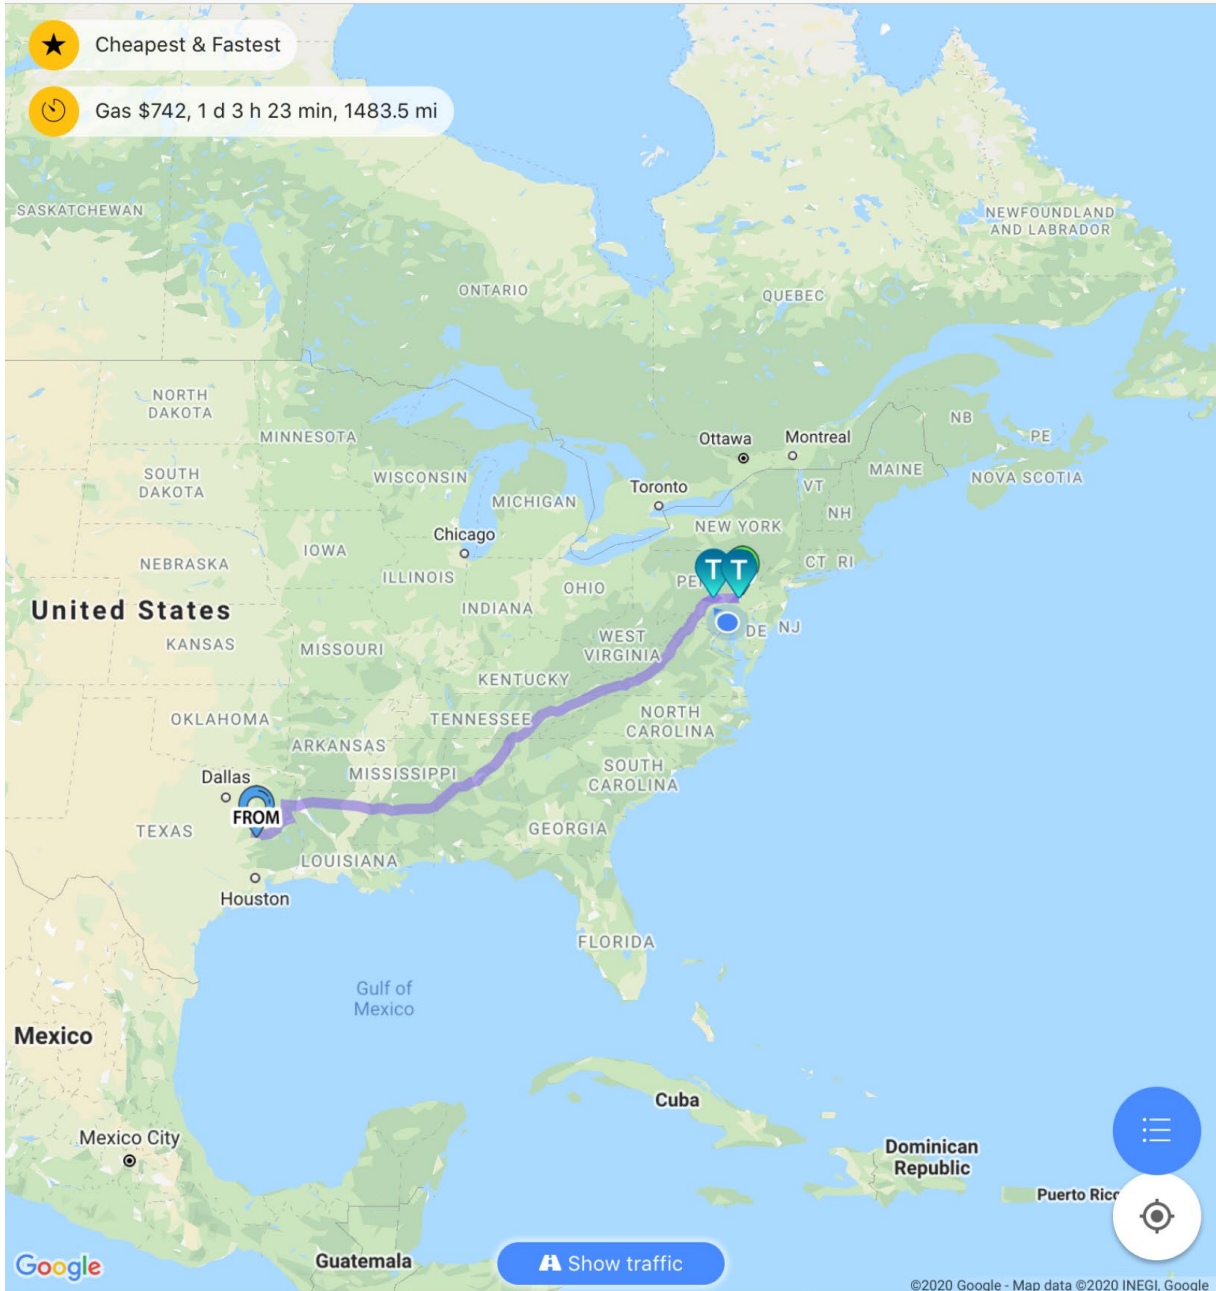 Cheapest & Fastest
Gas $742, 1 d 3 h 23 min, 1483.5 mi
SASKATCHEWAN
NEWFOUNDLAND
AND LABRADOR
ONTARIO
QUEBEC
NORTH
DAKOTA
MINNESOTA
NB
PE
Ottawa
Montreal
SOUTH
DAKOTA
WISCONSIN
MICHIGAN
Toronto
VT
MAINE
NOVA SCOTIA
NH
NEW YORK
Chicago
IOWA
NEBRASKA
ILLINOIS
OHIO
PE
T
T
CT
RI
United States
INDIANA
KANSAS
MISSOURI
WEST
VIRGINIA
DE
NJ
KENTUCKY
OKLAHOMA
TENNESSEE
NORTH
CAROLINA
ARKANSAS
MISSISSIPPI
SOUTH
CAROLINA
Dallas
FROM
TEXAS
GEORGIA
LOUISIANA
Houston
FLORIDA
Gulf of
Mexico
Mexico
Cuba
Mexico City
Dominican
Republic
Puerto Ric
Guatemala
Google
Show traffic
©2020 Google - Map data ©2020 INEGI, Google